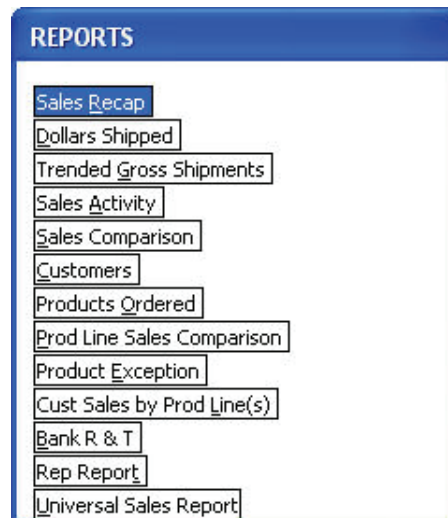 REPORTS
Sales Recap
Dollars Shipped
Trended Gross Shipments
Sales Activity
Sales Comparison
Customers
Products Ordered
Prod Line Sales Comparison
Product Exception
Cust Sales by Prod Line(s)
Bank R & T
Rep Report
Universal Sales Report